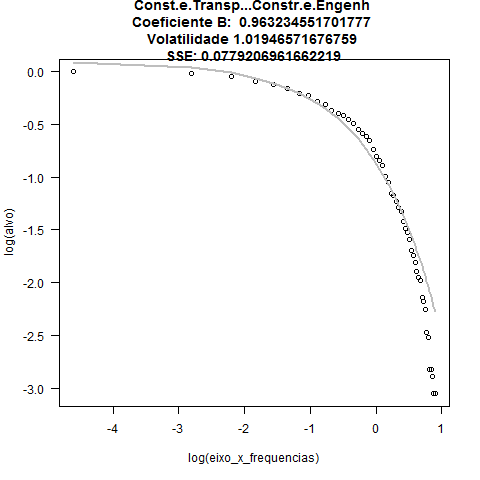 Const.e.Transp...Constr.e.Engenh
Coeficiente B: 0.963234551701777
Volatilidade 1.01946571676759
SSE: 0.0779206961662219
0.0
-0.5
-1.0
-1.5
-2.0
-2.5
-3.0
log(alvo)
-4 -3 -2 -1 0 1
log(eixo_x_frequencias)